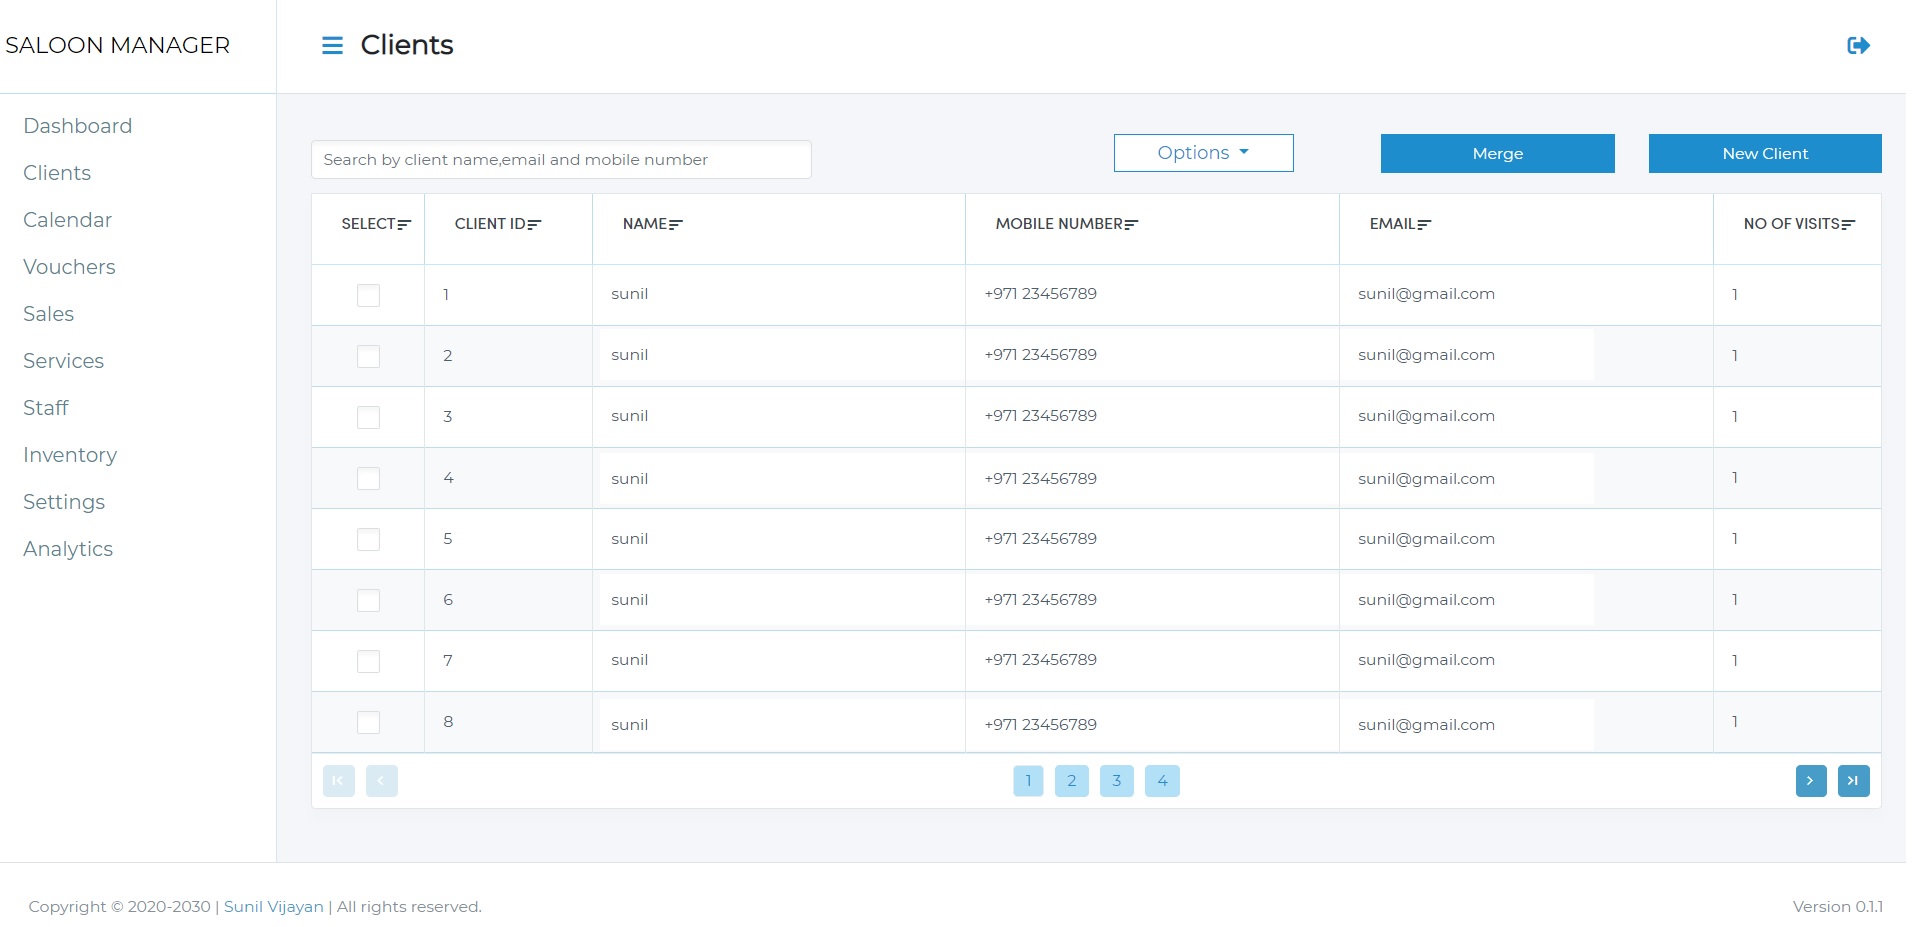 SALOON MANAGER
Clients
Dashboard
Clients
Calendar
Vouchers
Sales
Services
Staff
Inventory
Settings
Analytics
Search by client name,email and mobile number
Options
Merge
New Client
SELECT CLIENT ID NAME MOBILE NUMBER EMAIL NO OF VISITS
1 sunil +971 23456789 sunil@gmail.com 1
2 sunil +971 23456789 sunil@gmail.com 1
3 sunil +971 23456789 sunil@gmail.com 1
4 sunil +971 23456789 sunil@gmail.com 1
5 sunil +971 23456789 sunil@gmail.com 1
6 sunil +971 23456789 sunil@gmail.com 1
7 sunil +971 23456789 sunil@gmail.com 1
8 sunil +971 23456789 sunil@gmail.com 1
1 2 3 4
Copyright © 2020-2030 | Sunil Vijayan | All rights reserved.
Version 0.1.1